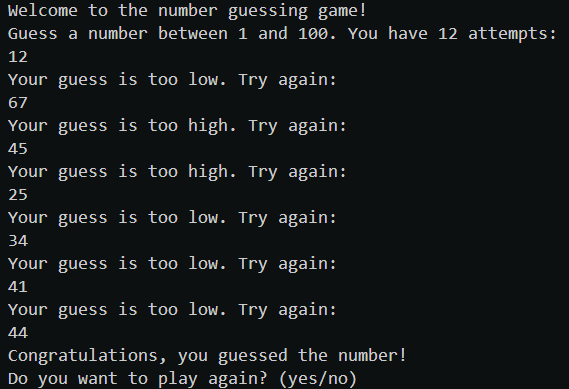 Welcome to the number guessing game!
Guess a number between 1 and 100. You have 12 attempts:
12
Your guess is too low. Try again:
67
Your guess is too high. Try again:
45
Your guess is too high. Try again:
25
Your guess is too low. Try again:
34
Your guess is too low. Try again:
41
Your guess is too low. Try again:
44
Congratulations, you guessed the number!
Do you want to play again? (yes/no)